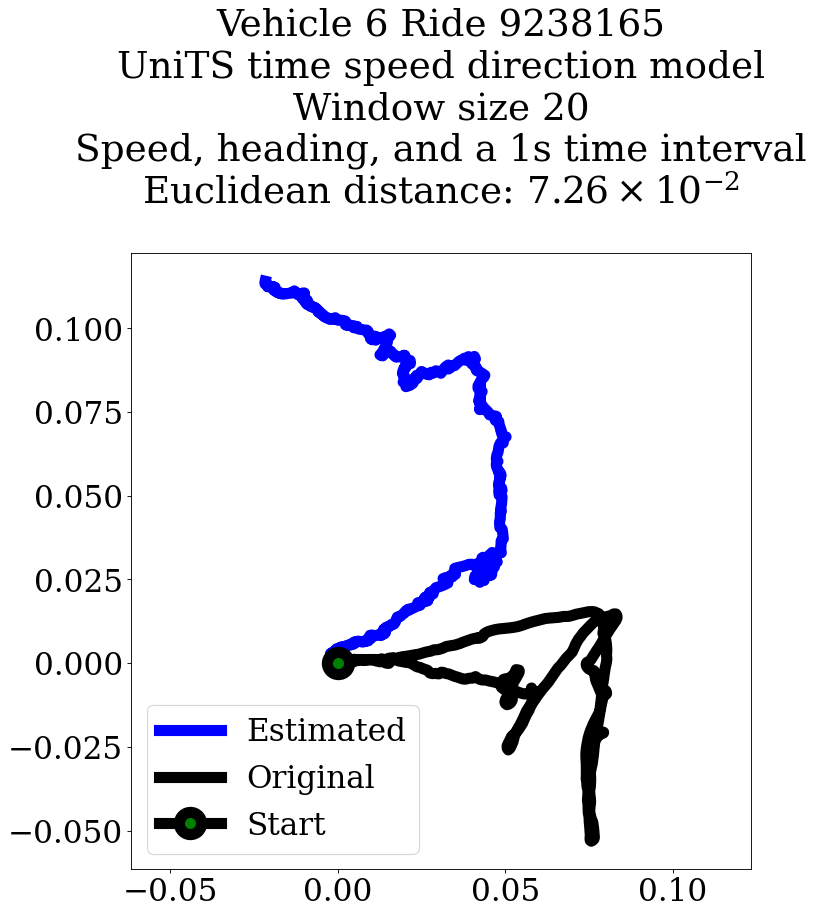 Vehicle 6 Ride 9238165
UniTS time speed direction model
Window size 20
Speed, heading, and a 1s time interval
Euclidean distance: 7.26 × 10⁻²
0.100
0.075
0.050
0.025
0.000
−0.025
−0.050
Estimated
Original
Start
−0.05 0.00 0.05 0.10